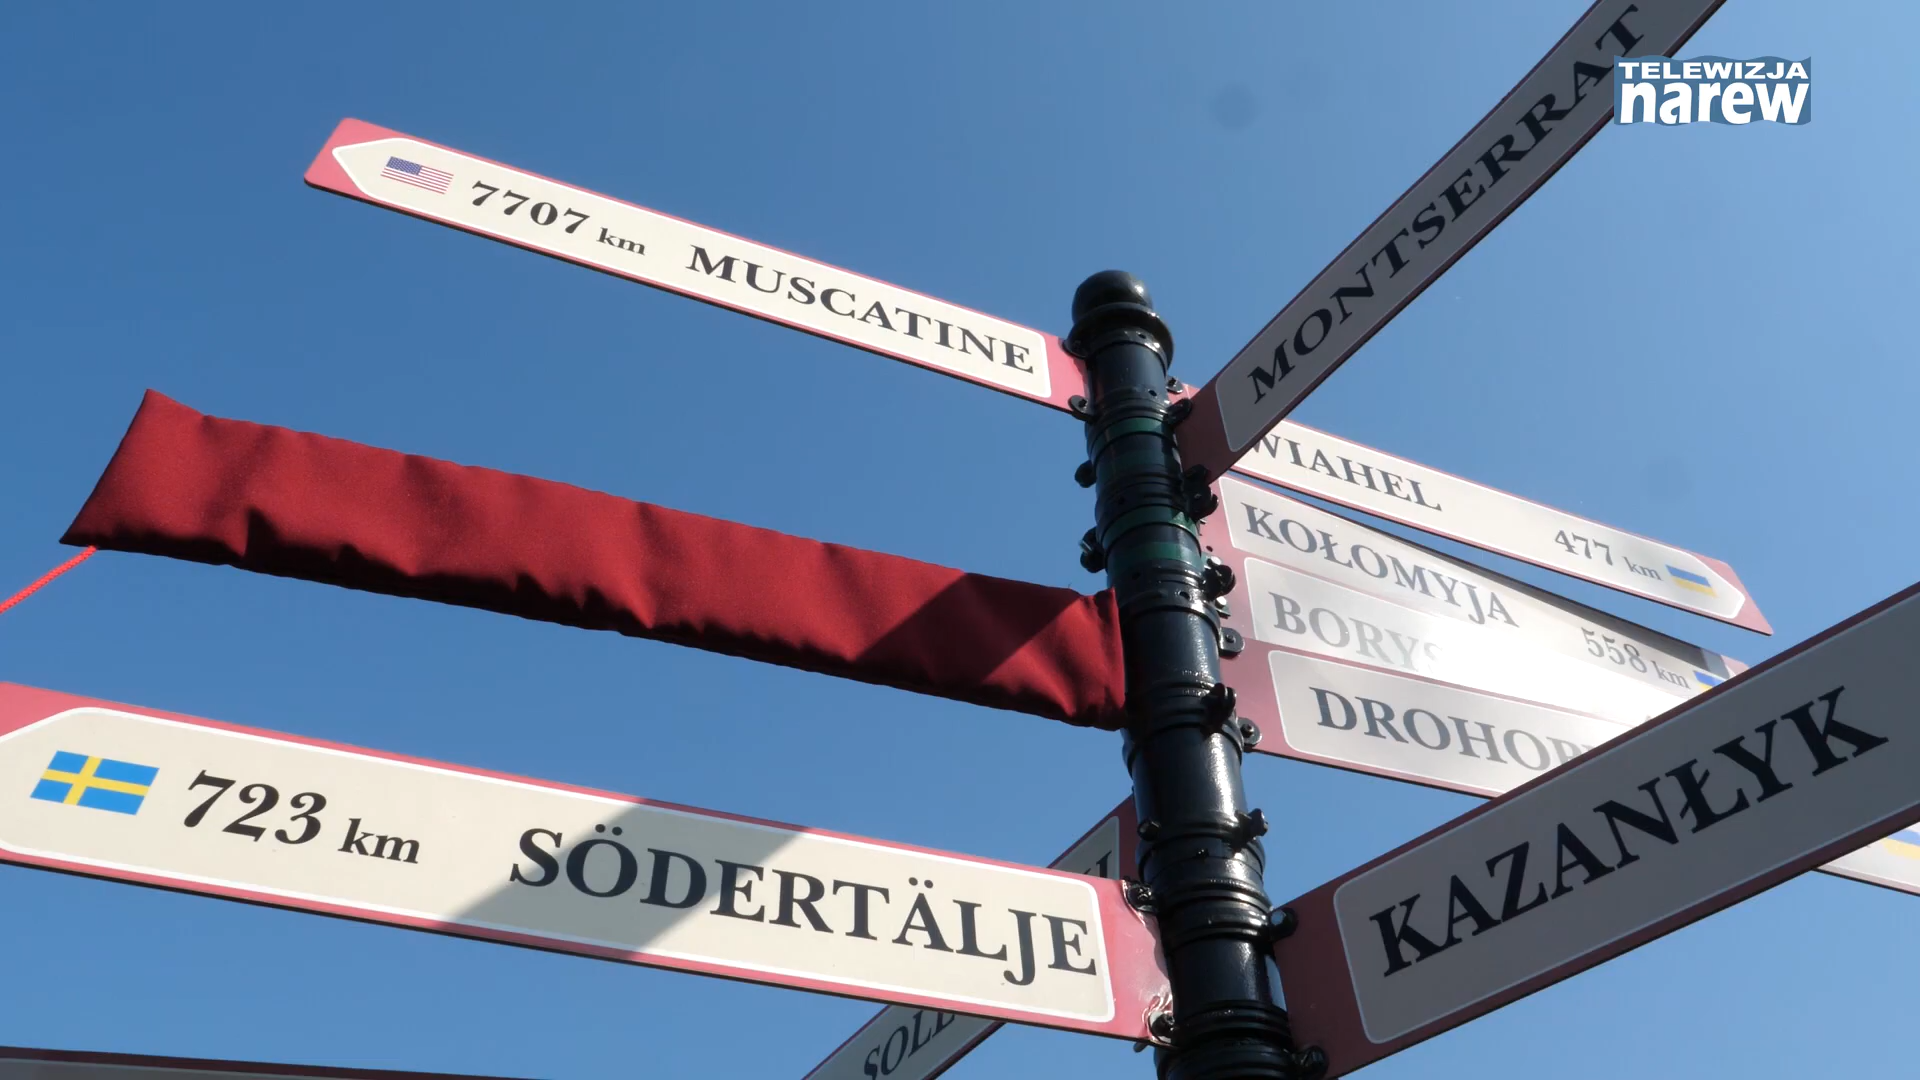 TELEWIZJA
narew
7707 km MUSCATINE
MONTSERRAT
WIAHEL 477 km
KOŁOMYJA 558 km
723 km SÖDERTÄLJE
KAZANŁYK